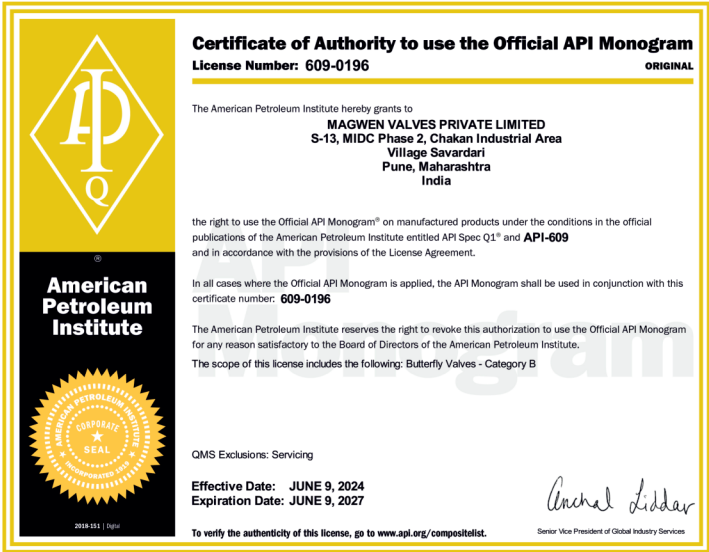 API
Q
®
American
Petroleum
Institute
AMERICAN PETROLEUM INSTITUTE
CORPORATE
SEAL
INCORPORATED 1919
2018-151 | Digital
Certificate of Authority to use the Official API Monogram
License Number: 609-0196
ORIGINAL
The American Petroleum Institute hereby grants to
MAGWEN VALVES PRIVATE LIMITED
S-13, MIDC Phase 2, Chakan Industrial Area
Village Savardari
Pune, Maharashtra
India
the right to use the Official API Monogram® on manufactured products under the conditions in the official
publications of the American Petroleum Institute entitled API Spec Q1® and API-609
and in accordance with the provisions of the License Agreement.
API
Monogram
In all cases where the Official API Monogram is applied, the API Monogram shall be used in conjunction with this
certificate number: 609-0196
The American Petroleum Institute reserves the right to revoke this authorization to use the Official API Monogram
for any reason satisfactory to the Board of Directors of the American Petroleum Institute.
The scope of this license includes the following: Butterfly Valves - Category B
QMS Exclusions: Servicing
Effective Date: JUNE 9, 2024
Expiration Date: JUNE 9, 2027
Anchal Liddar
To verify the authenticity of this license, go to www.api.org/compositelist.
Senior Vice President of Global Industry Services